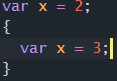 var x = 2;
{
  var x = 3;
}